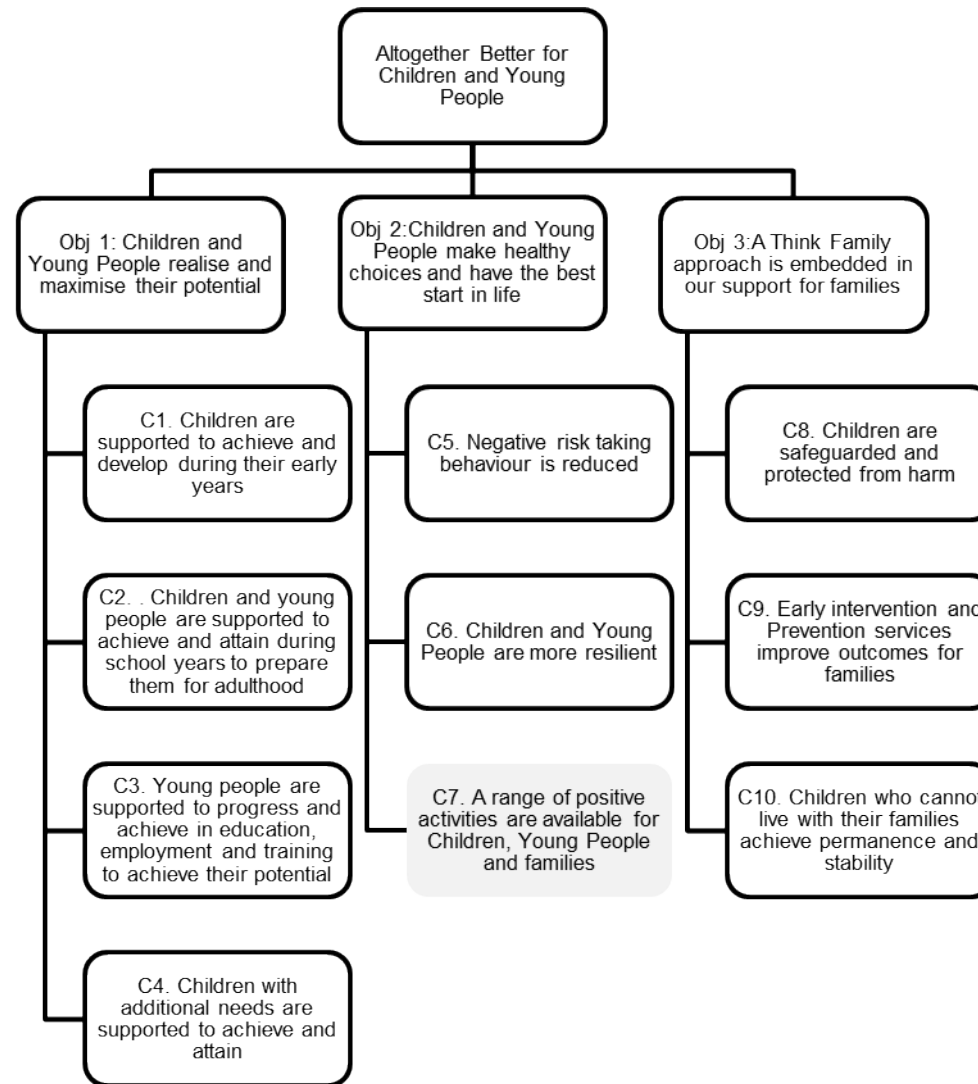 Altogether Better for
Children and Young
People
Obj 1: Children and
Young People realise and
maximise their potential
Obj 2:Children and Young
People make healthy
choices and have the best
start in life
Obj 3:A Think Family
approach is embedded in
our support for families
C1. Children are
supported to achieve and
develop during their early
years
C2. . Children and young
people are supported to
achieve and attain during
school years to prepare
them for adulthood
C3. Young people are
supported to progress and
achieve in education,
employment and training
to achieve their potential
C4. Children with
additional needs are
supported to achieve and
attain
C5. Negative risk taking
behaviour is reduced
C6. Children and Young
People are more resilient
C7. A range of positive
activities are available for
Children, Young People
and families
C8. Children are
safeguarded and
protected from harm
C9. Early intervention and
Prevention services
improve outcomes for
families
C10. Children who cannot
live with their families
achieve permanence and
stability